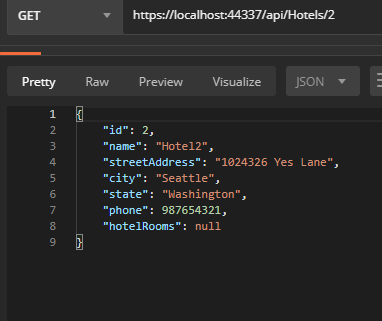 GET https://localhost:44337/api/Hotels/2
Pretty Raw Preview Visualize JSON
1 {
2 "id": 2,
3 "name": "Hotel2",
4 "streetAddress": "1024326 Yes Lane",
5 "city": "Seattle",
6 "state": "Washington",
7 "phone": 987654321,
8 "hotelRooms": null
9 }